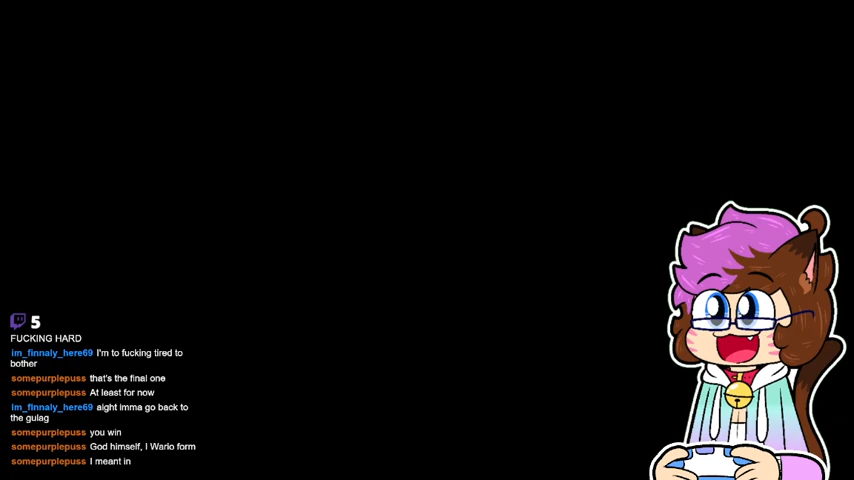 5
FUCKING HARD
im_finnaly_here69 I'm to fucking tired to
bother
somepurplepuss that's the final one
somepurplepuss At least for now
im_finnaly_here69 aight imma go back to
the gulag
somepurplepuss you win
somepurplepuss God himself, I Wario form
somepurplepuss I meant in